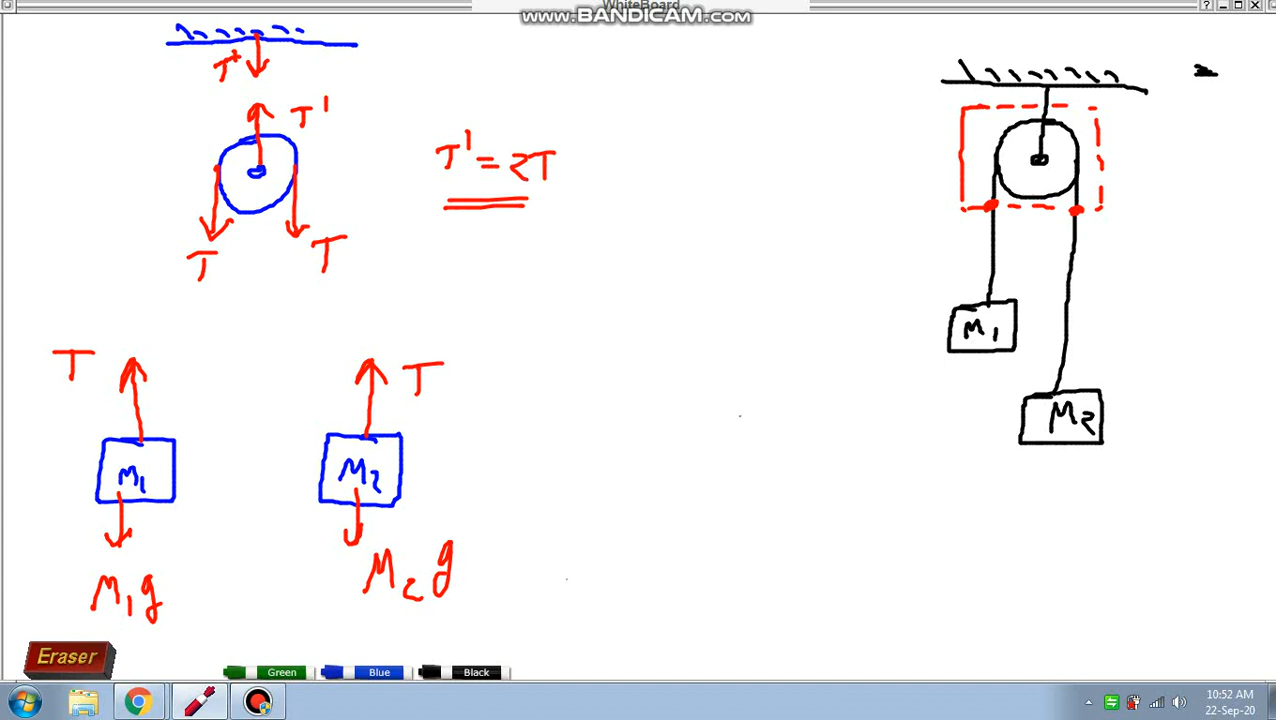 WhiteBoard
www.BANDICAM.com
T'
T'
T' = 2T
T
T
M1
M2
T
T
M1
M2
M1g
M2g
Eraser
Green
Blue
Black
10:52 AM
22-Sep-20